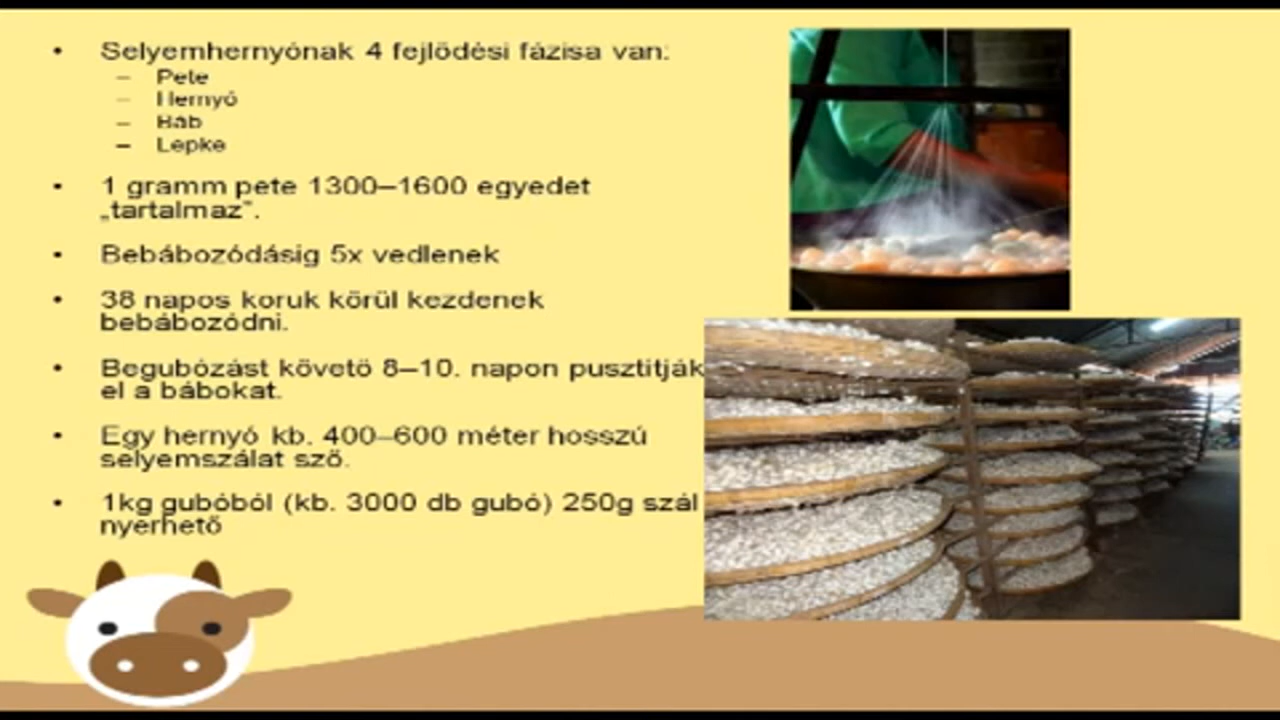 • Selyemhernyónak 4 fejlődési fázisa van:
– Pete
– Hernyó
– Báb
– Lepke
• 1 gramm pete 1300–1600 egyedet
„tartalmaz”.
• Bebábozódásig 5x vedlenek
• 38 napos koruk körül kezdenek
bebábozódni.
• Begubózást követő 8–10. napon pusztítják
el a bábokat.
• Egy hernyó kb. 400–600 méter hosszú
selyemszálat sző.
• 1kg gubóból (kb. 3000 db gubó) 250g szál
nyerhető